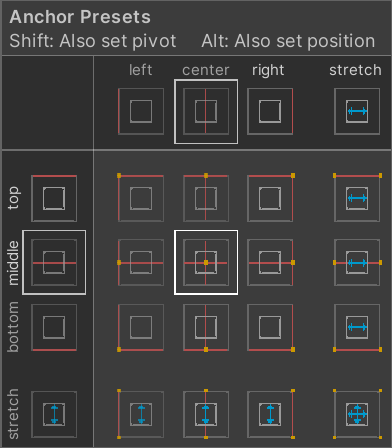 Anchor Presets
Shift: Also set pivot Alt: Also set position
left center right stretch
top
middle
bottom
stretch